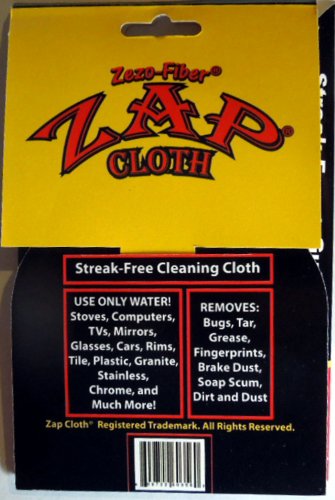 Zezo-Fiber®
ZAP®
CLOTH
Streak-Free Cleaning Cloth
USE ONLY WATER!
Stoves, Computers,
TVs, Mirrors,
Glasses, Cars, Rims,
Tile, Plastic, Granite,
Stainless,
Chrome, and
Much More!
REMOVES:
Bugs, Tar,
Grease,
Fingerprints,
Brake Dust,
Soap Scum,
Dirt and Dust
Zap Cloth® Registered Trademark. All Rights Reserved.